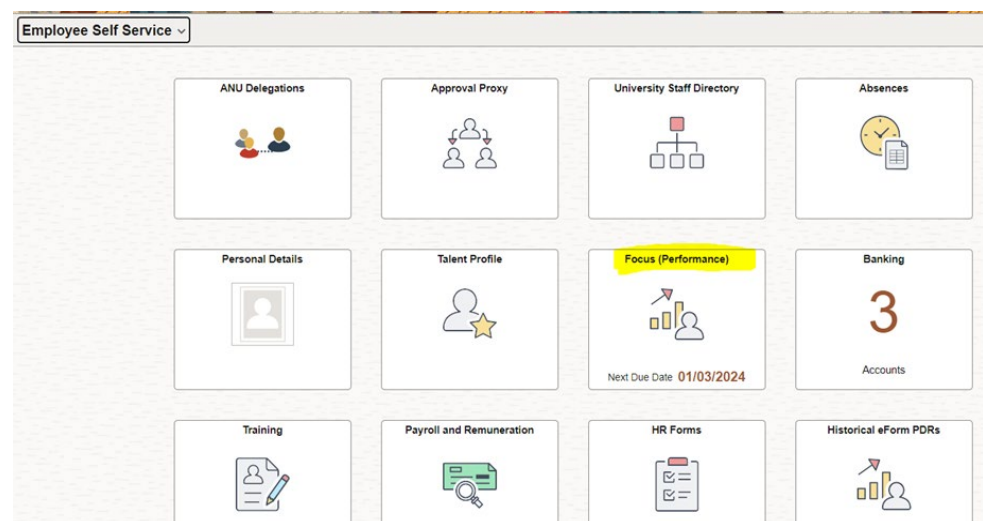 Employee Self Service
ANU Delegations
Approval Proxy
University Staff Directory
Absences
Personal Details
Talent Profile
Focus (Performance)
Next Due Date 01/03/2024
Banking
3
Accounts
Training
Payroll and Remuneration
HR Forms
Historical eForm PDRs